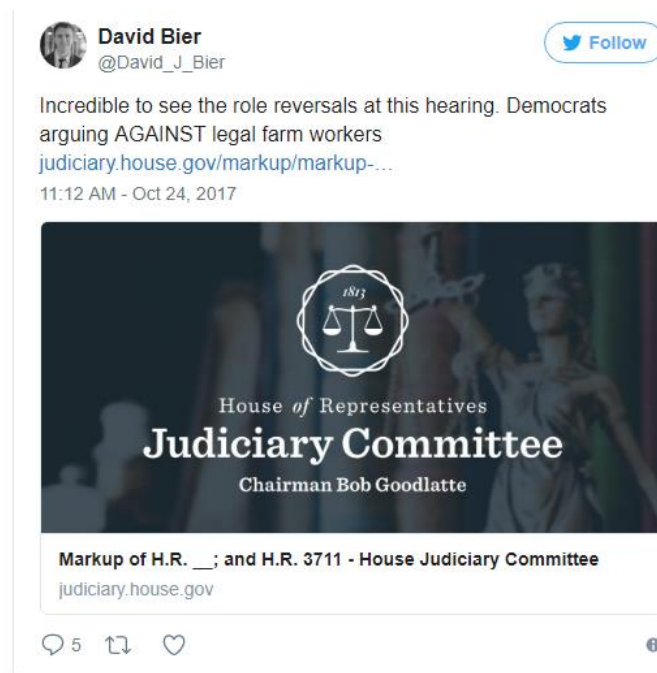 David Bier
@David_J_Bier
Follow
Incredible to see the role reversals at this hearing. Democrats
arguing AGAINST legal farm workers
judiciary.house.gov/markup/markup-...
11:12 AM - Oct 24, 2017
1813
House of Representatives
Judiciary Committee
Chairman Bob Goodlatte
Markup of H.R. __; and H.R. 3711 - House Judiciary Committee
judiciary.house.gov
5